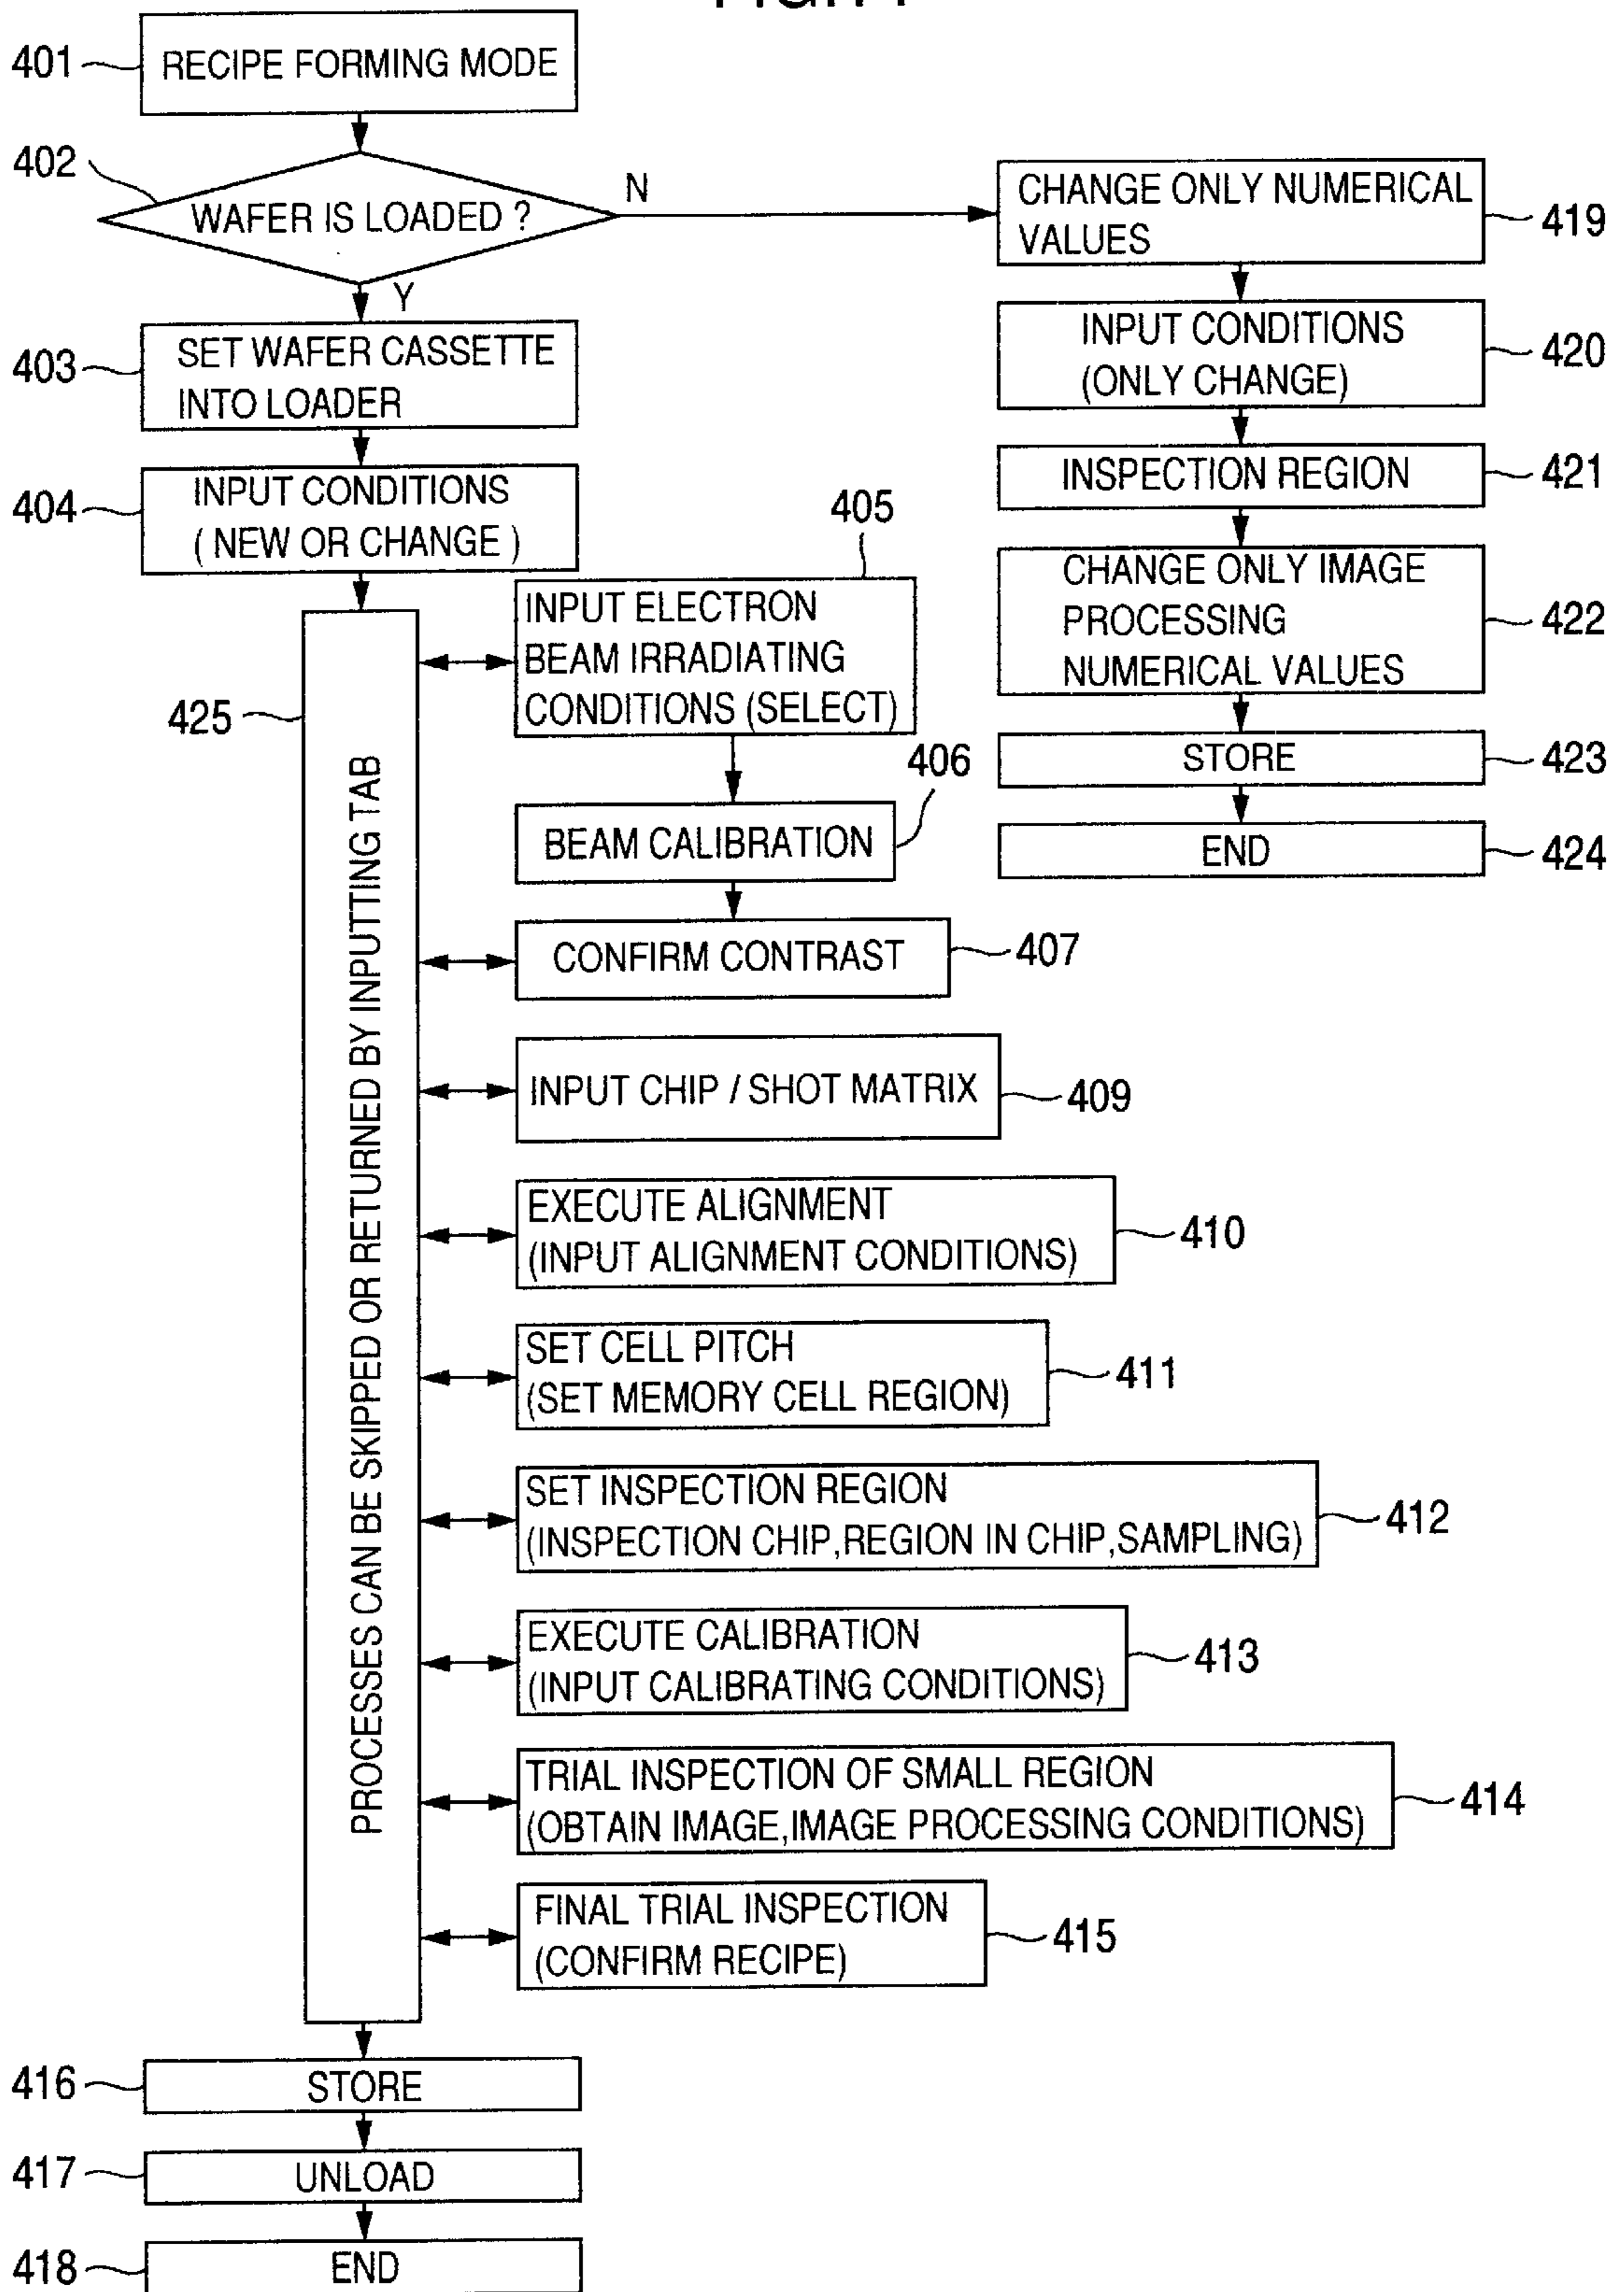 401
RECIPE FORMING MODE
402
WAFER IS LOADED ?
N
Y
403
SET WAFER CASSETTE
INTO LOADER
404
INPUT CONDITIONS
( NEW OR CHANGE )
419
CHANGE ONLY NUMERICAL
VALUES
420
INPUT CONDITIONS
(ONLY CHANGE)
421
INSPECTION REGION
422
CHANGE ONLY IMAGE
PROCESSING
NUMERICAL VALUES
423
STORE
424
END
425
PROCESSES CAN BE SKIPPED OR RETURNED BY INPUTTING TAB
405
INPUT ELECTRON
BEAM IRRADIATING
CONDITIONS (SELECT)
406
BEAM CALIBRATION
407
CONFIRM CONTRAST
409
INPUT CHIP / SHOT MATRIX
410
EXECUTE ALIGNMENT
(INPUT ALIGNMENT CONDITIONS)
411
SET CELL PITCH
(SET MEMORY CELL REGION)
412
SET INSPECTION REGION
(INSPECTION CHIP,REGION IN CHIP,SAMPLING)
413
EXECUTE CALIBRATION
(INPUT CALIBRATING CONDITIONS)
414
TRIAL INSPECTION OF SMALL REGION
(OBTAIN IMAGE,IMAGE PROCESSING CONDITIONS)
415
FINAL TRIAL INSPECTION
(CONFIRM RECIPE)
416
STORE
417
UNLOAD
418
END